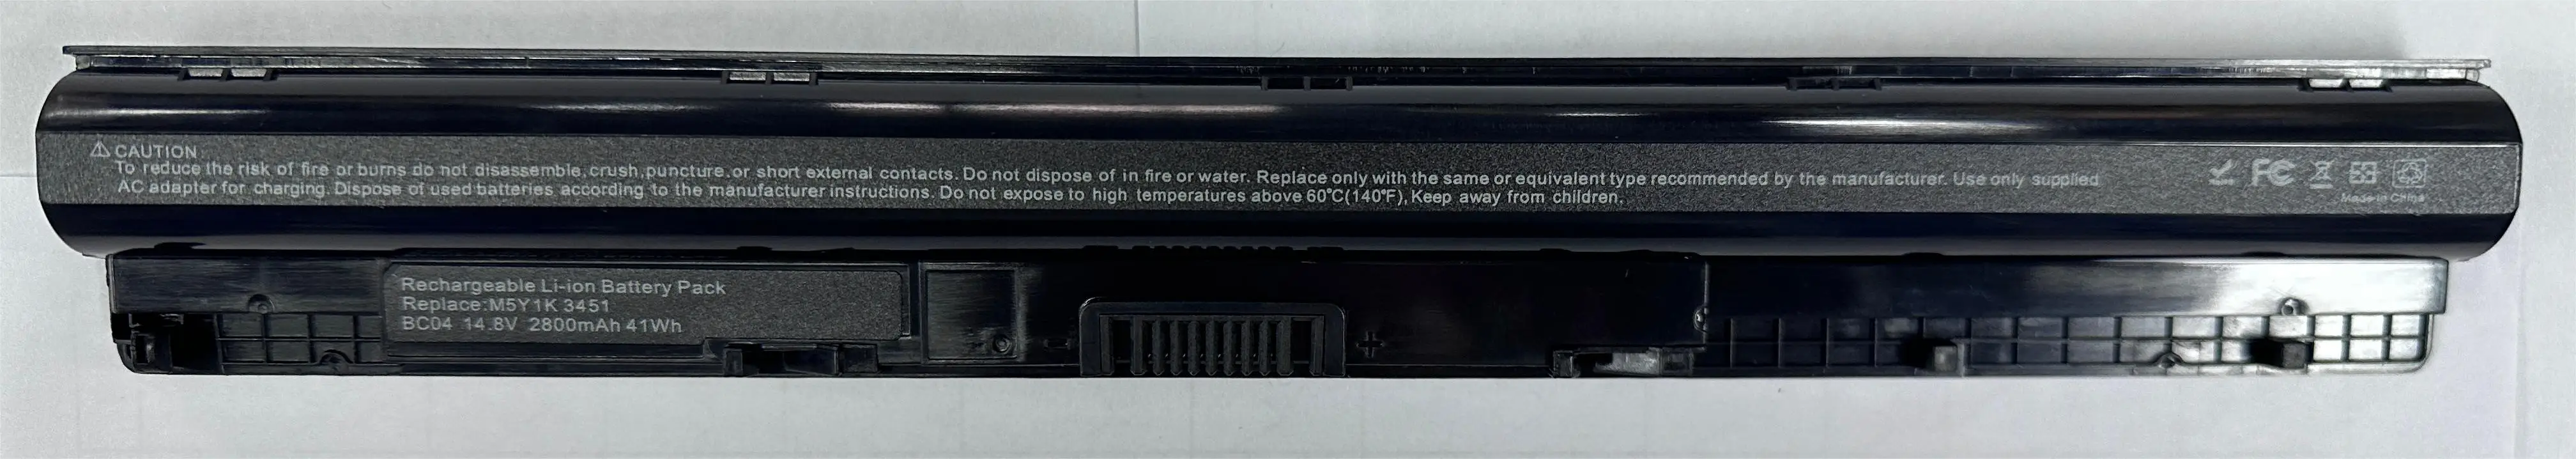 CAUTION
To reduce the risk of fire or burns do not disassemble, crush, puncture. or short external contacts. Do not dispose of in fire or water. Replace only with the same or equivalent type recommended by the manufacturer. Use only supplied
AC adapter for charging. Dispose of used batteries according to the manufacturer instructions. Do not expose to high temperatures above 60°C(140°F), Keep away from children.
FC
Made in China
Rechargeable Li-ion Battery Pack
Replace:M5Y1K 3451
BC04 14.8V 2800mAh 41Wh
- +